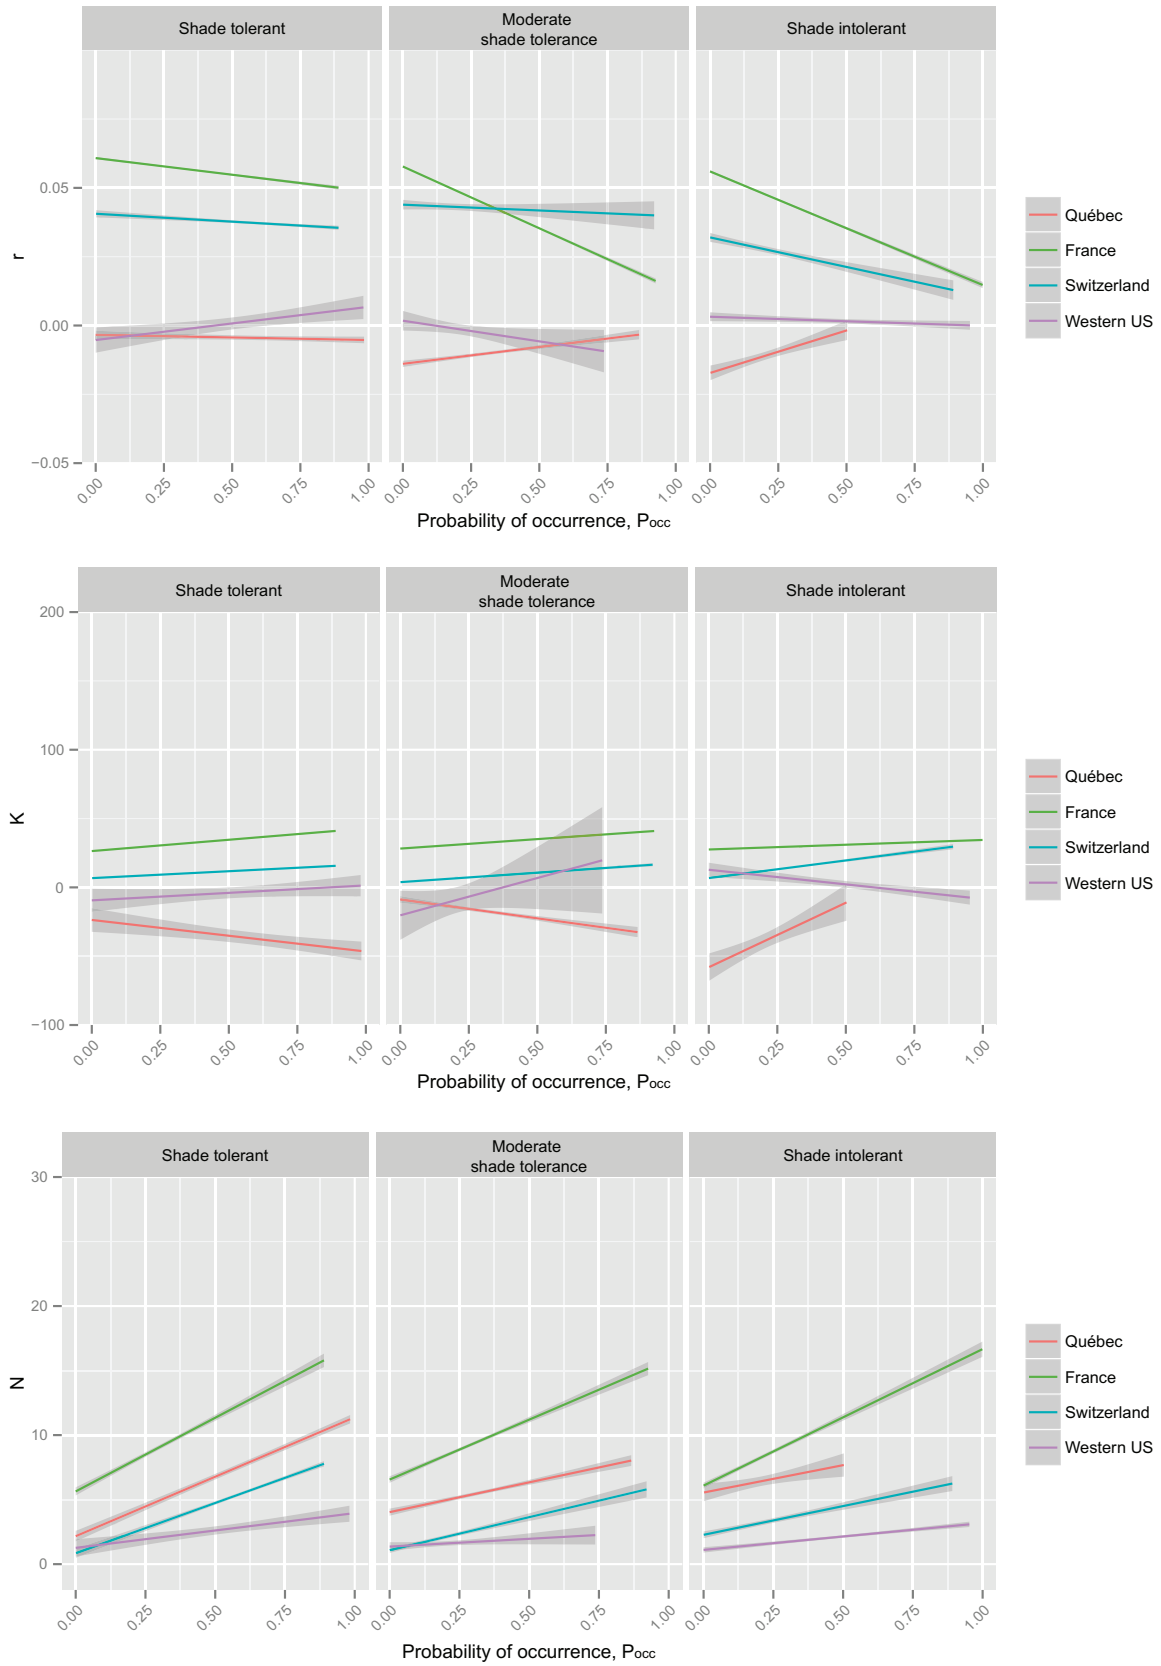 Shade tolerant
Moderate
shade tolerance
Shade intolerant
r
0.05
0.00
−0.05
0.00 0.25 0.50 0.75 1.00 0.00 0.25 0.50 0.75 1.00 0.00 0.25 0.50 0.75 1.00
Probability of occurrence, Pocc
Québec
France
Switzerland
Western US
Shade tolerant
Moderate
shade tolerance
Shade intolerant
K
200
100
0
−100
0.00 0.25 0.50 0.75 1.00 0.00 0.25 0.50 0.75 1.00 0.00 0.25 0.50 0.75 1.00
Probability of occurrence, Pocc
Québec
France
Switzerland
Western US
Shade tolerant
Moderate
shade tolerance
Shade intolerant
N
30
20
10
0
0.00 0.25 0.50 0.75 1.00 0.00 0.25 0.50 0.75 1.00 0.00 0.25 0.50 0.75 1.00
Probability of occurrence, Pocc
Québec
France
Switzerland
Western US